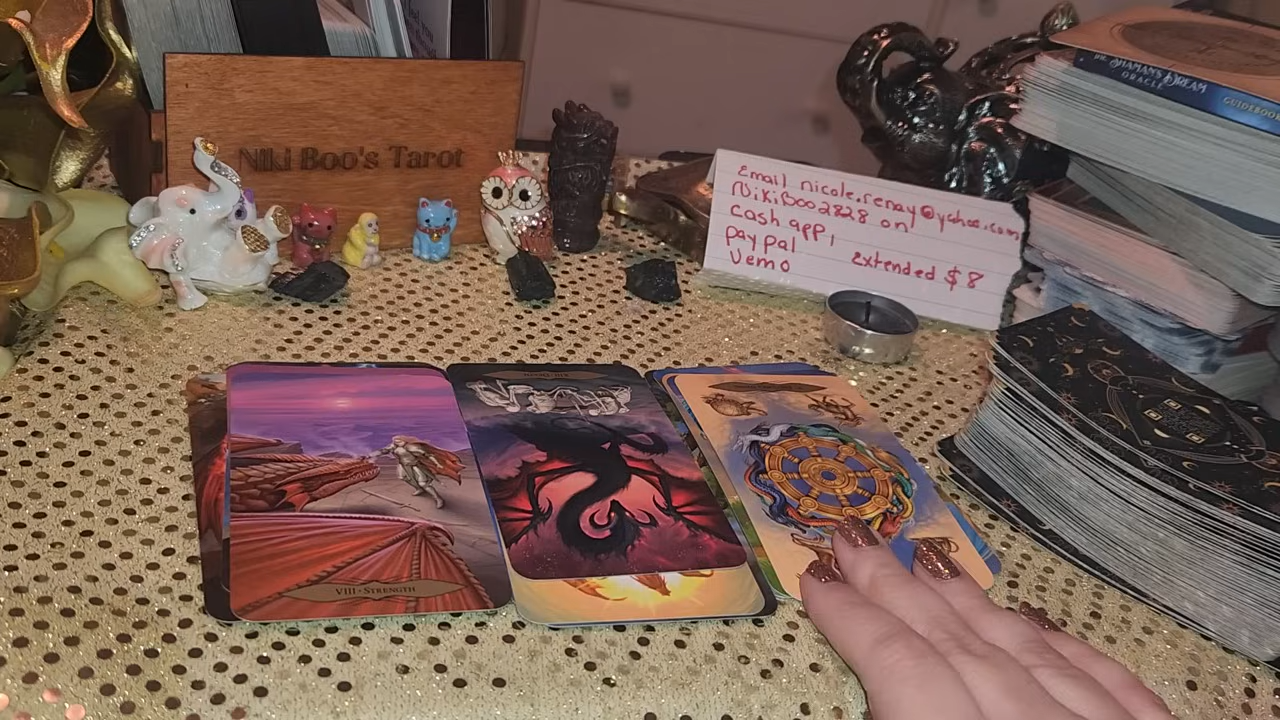 Niki Boo's Tarot
Email nicole.renay@yahoo.com
NikiBoo2828 on
Cash app,
paypal
Vemo
extended $8
THE SHAMAN'S DREAM
ORACLE
GUIDEBOOK
VIII · STRENGTH